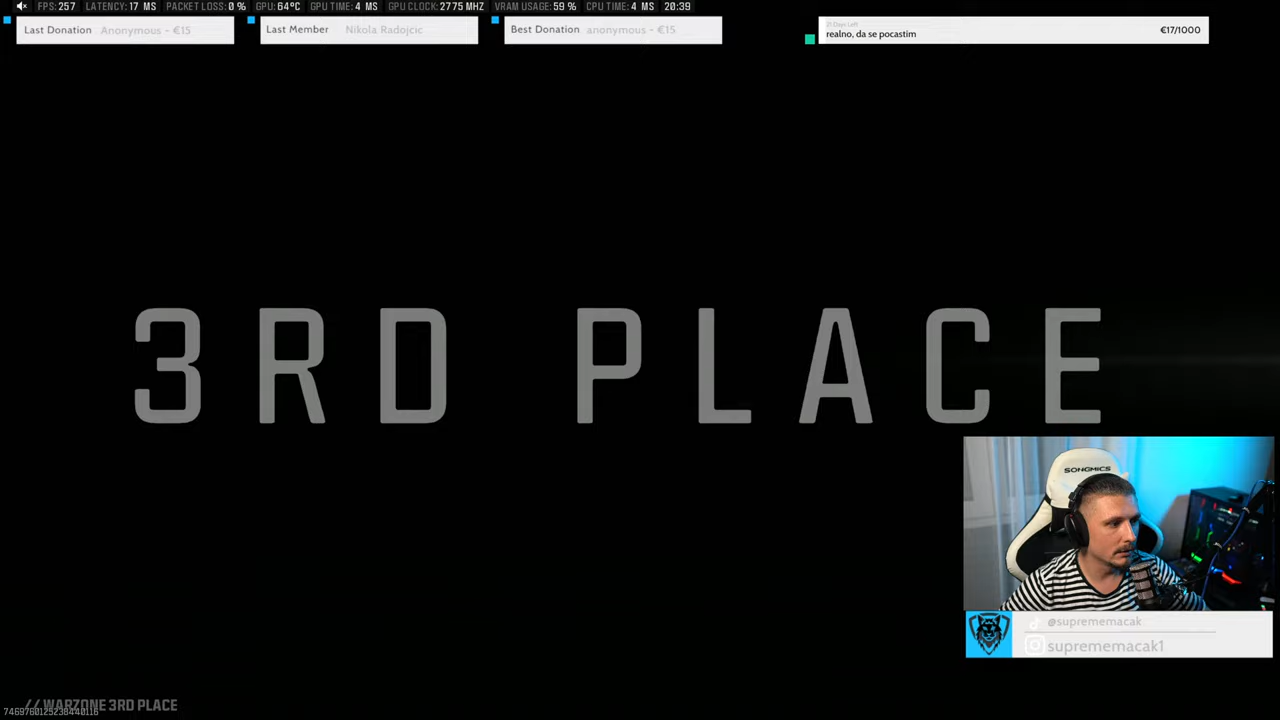 FPS: 257 LATENCY: 17 MS PACKET LOSS: 0 % GPU: 64°C GPU TIME: 4 MS GPU CLOCK: 2775 MHZ VRAM USAGE: 59 % CPU TIME: 4 MS 20:39
Last Donation Anonymous - €15
Last Member Nikola Radojcic
Best Donation anonymous - €15
Days Left
realno, da se pocastim €17/1000
3RD PLACE
SONGMICS
@suprememacak
suprememacak1
// WARZONE 3RD PLACE